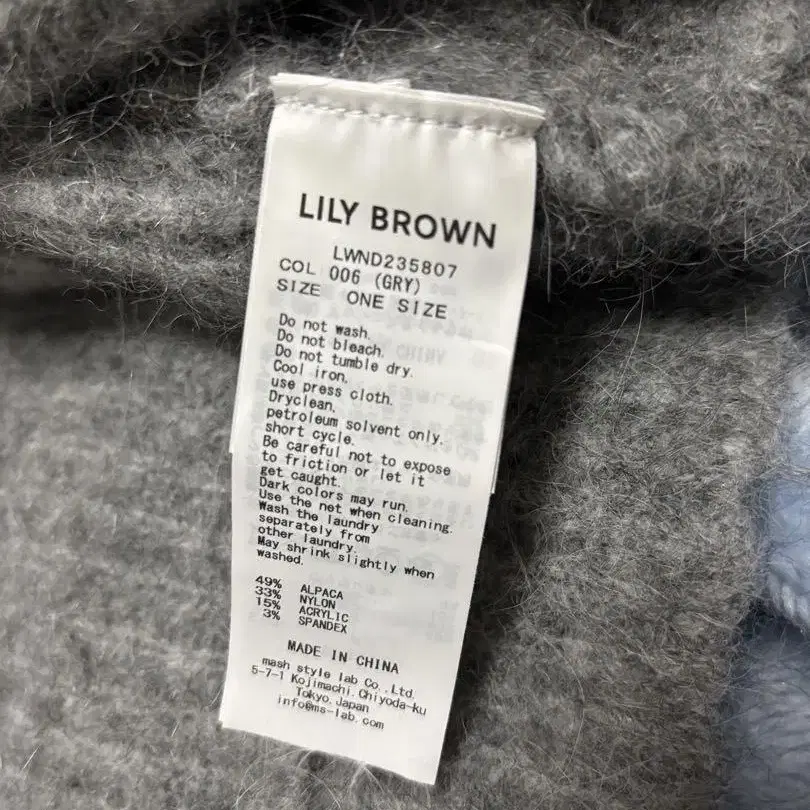 LILY BROWN
LWND235807
COL 006 (GRY)
SIZE ONE SIZE
Do not wash.
Do not bleach.
Do not tumble dry.
Cool iron.
use press cloth.
Dryclean.
petroleum solvent only.
short cycle.
Be careful not to expose
to friction or let it
get caught.
Dark colors may run.
Use the net when cleaning.
Wash the laundry
separately from
other laundry.
May shrink slightly when
washed.
49% ALPACA
33% NYLON
15% ACRYLIC
3% SPANDEX
MADE IN CHINA
mash style lab Co.,Ltd.
5-7-1 Kojimachi.Chiyoda-ku
Tokyo.Japan
info@ms-lab.com